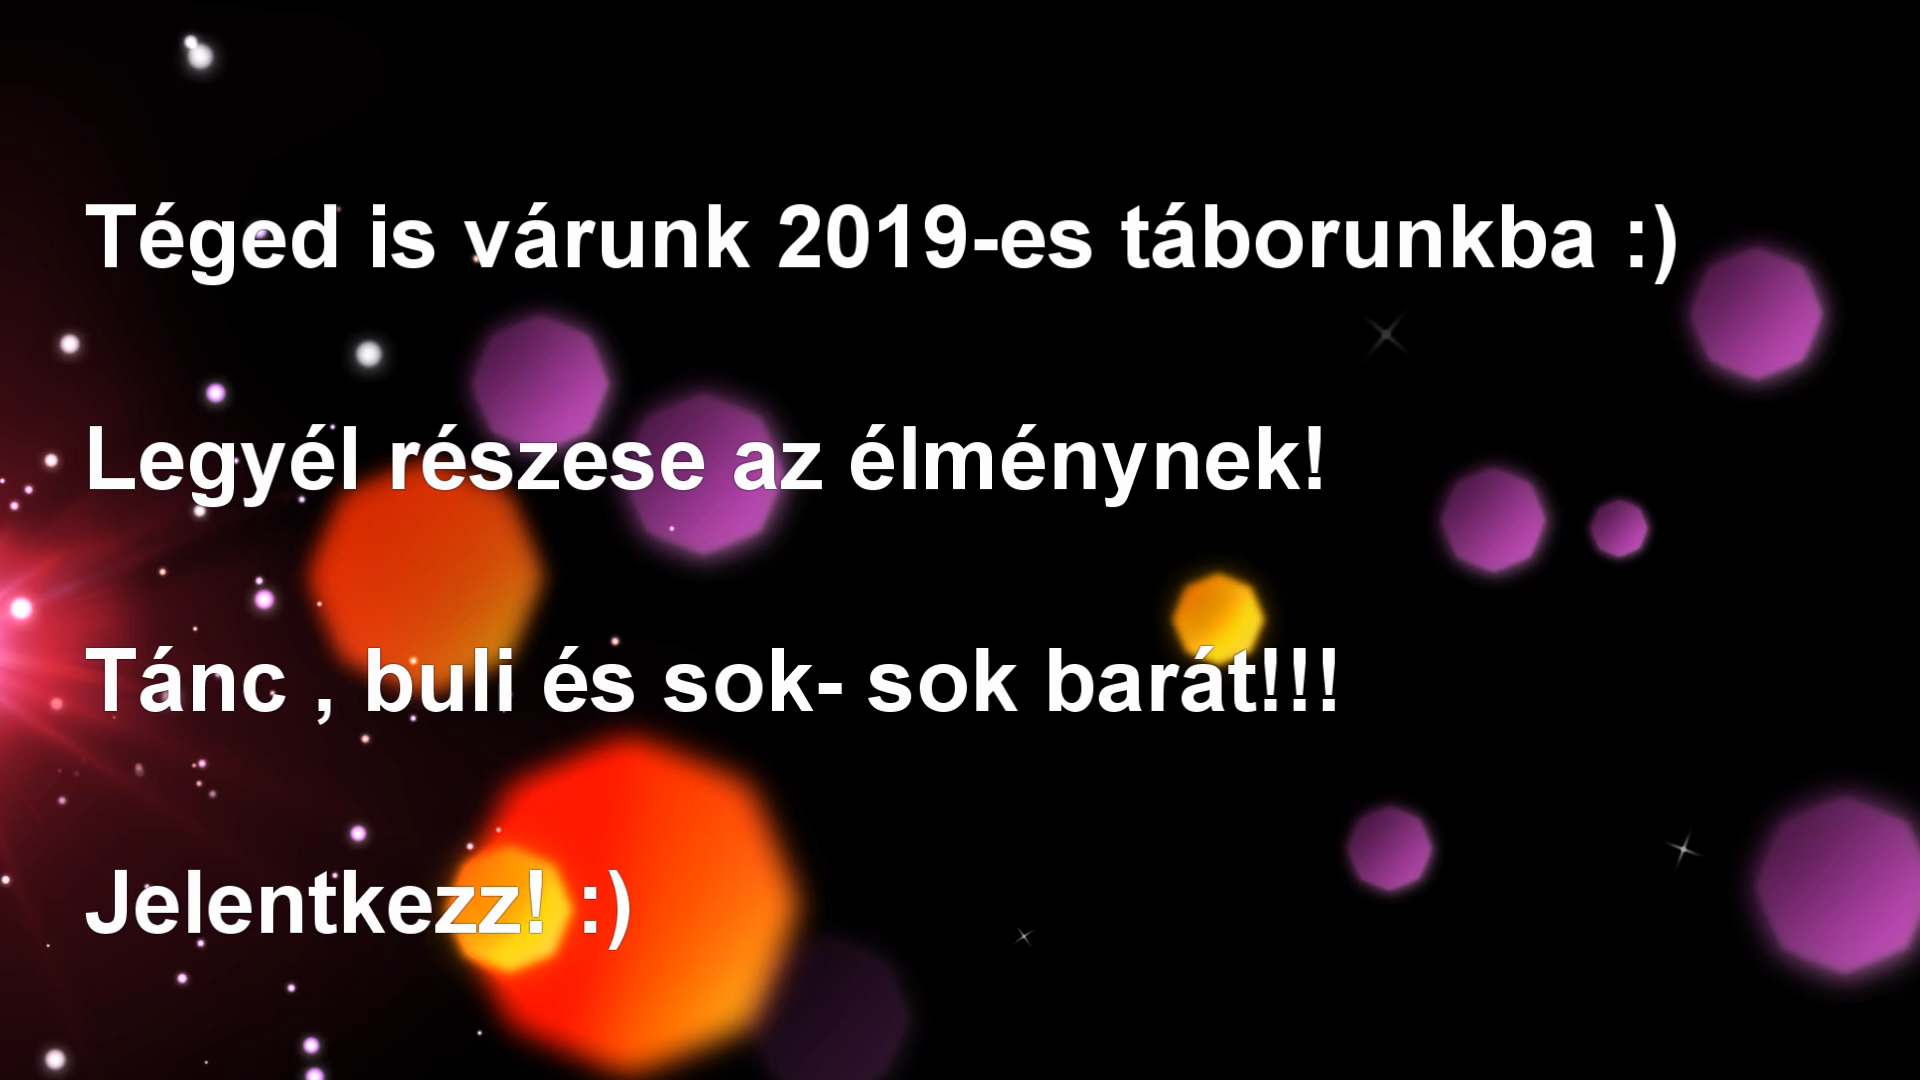 Téged is várunk 2019-es táborunkba :)
Legyél részese az élménynek!
Tánc , buli és sok- sok barát!!!
Jelentkezz! :)